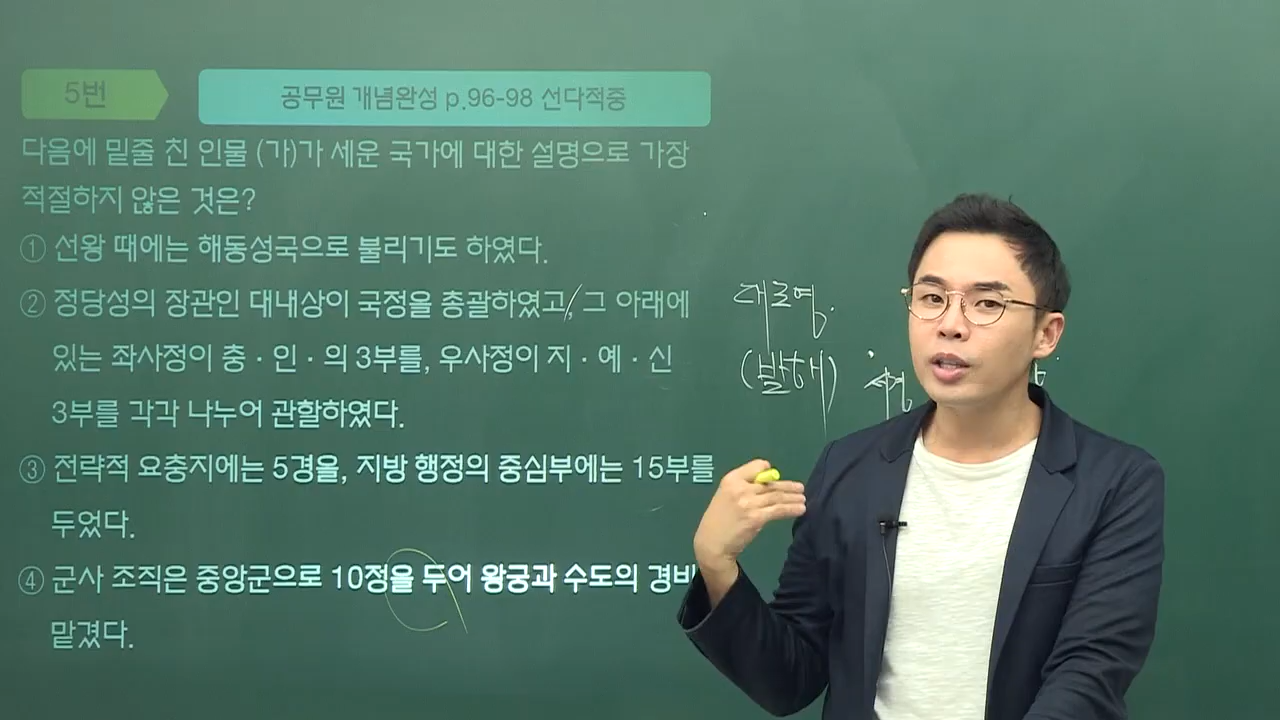 5번
공무원 개념완성 p.96-98 선다적중
다음에 밑줄 친 인물 (가)가 세운 국가에 대한 설명으로 가장
적절하지 않은 것은?
① 선왕 때에는 해동성국으로 불리기도 하였다.
② 정당성의 장관인 대내상이 국정을 총괄하였고, 그 아래에
있는 좌사정이 충·인·의 3부를, 우사정이 지·예·신
3부를 각각 나누어 관할하였다.
③ 전략적 요충지에는 5경을, 지방 행정의 중심부에는 15부를
두었다.
④ 군사 조직은 중앙군으로 10정을 두어 왕궁과 수도의 경비
맡겼다.
대조영.
(발해)